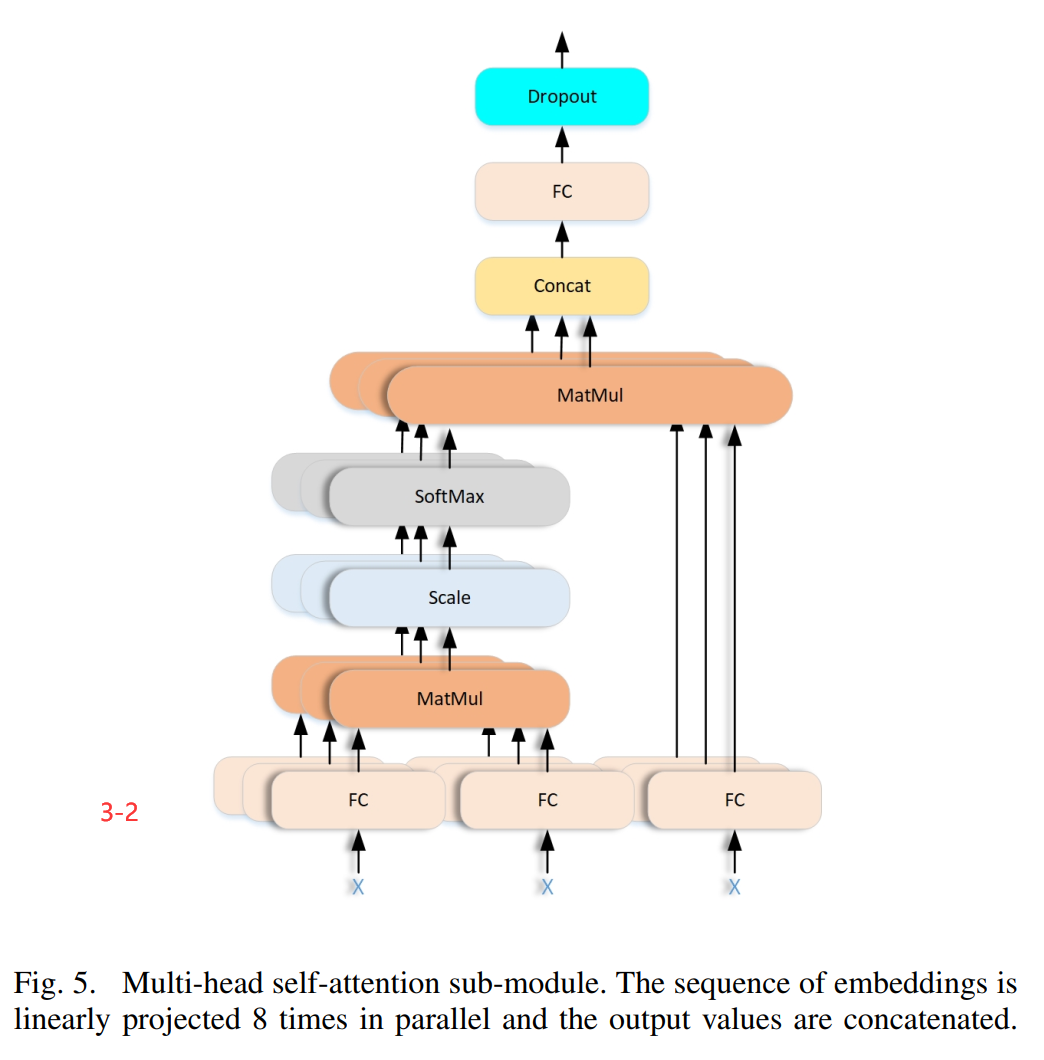 Dropout
FC
Concat
MatMul
SoftMax
Scale
MatMul
FC FC FC
3-2
X X X
Fig. 5. Multi-head self-attention sub-module. The sequence of embeddings is
linearly projected 8 times in parallel and the output values are concatenated.